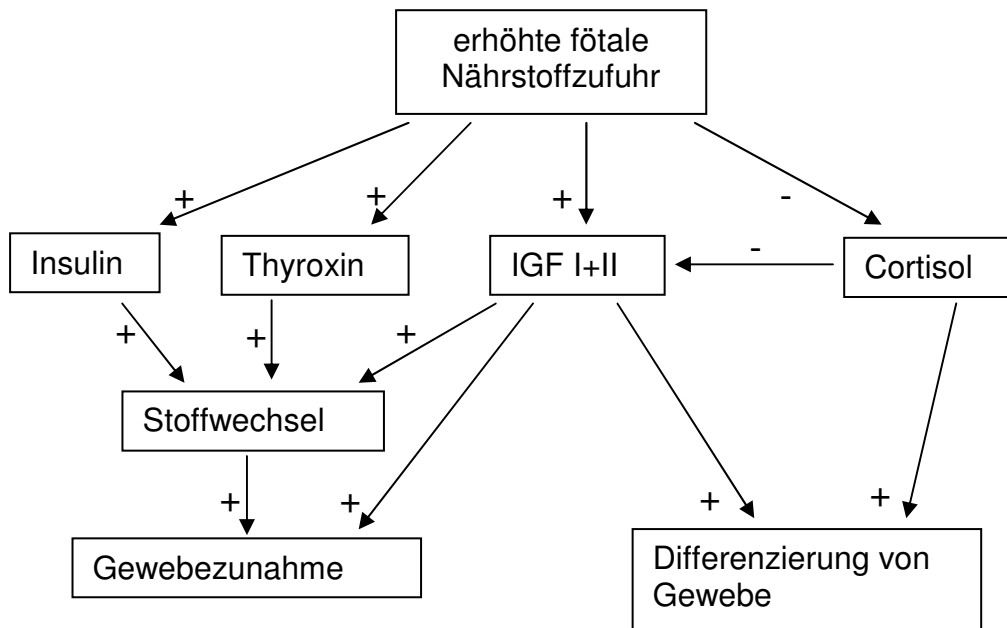 erhöhte fötale
Nährstoffzufuhr
+
+
+
-
Insulin
Thyroxin
IGF I+II
-
Cortisol
+
+
+
Stoffwechsel
+
+
+
+
Gewebezunahme
Differenzierung von
Gewebe